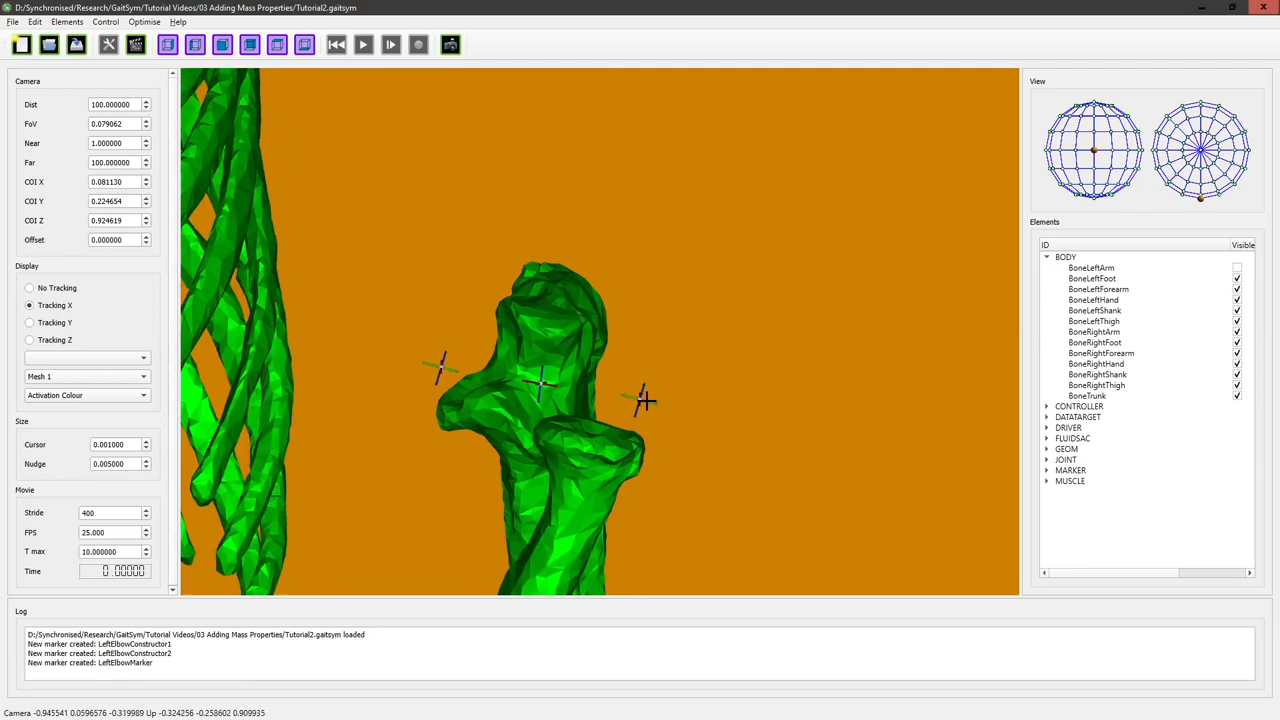 D:/Synchronised/Research/GaitSym/Tutorial Videos/03 Adding Mass Properties/Tutorial2.gaitsym
File Edit Elements Control Optimise Help
Camera
Dist 100.000000
FoV 0.079062
Near 1.000000
Far 100.000000
COI X 0.081130
COI Y 0.224654
COI Z 0.924619
Offset 0.000000
Display
No Tracking
Tracking X
Tracking Y
Tracking Z
Mesh 1
Activation Colour
Size
Cursor 0.001000
Nudge 0.005000
Movie
Stride 400
FPS 25.000
T max 10.000000
Time 0.00000
View
Elements
ID Visible
BODY
BoneLeftArm
BoneLeftFoot
BoneLeftForearm
BoneLeftHand
BoneLeftShank
BoneLeftThigh
BoneRightArm
BoneRightFoot
BoneRightForearm
BoneRightHand
BoneRightShank
BoneRightThigh
BoneTrunk
CONTROLLER
DATATARGET
DRIVER
FLUIDSAC
GEOM
JOINT
MARKER
MUSCLE
Log
D:/Synchronised/Research/GaitSym/Tutorial Videos/03 Adding Mass Properties/Tutorial2.gaitsym loaded
New marker created: LeftElbowConstructor1
New marker created: LeftElbowConstructor2
New marker created: LeftElbowMarker
Camera -0.945541 0.0596576 -0.319989 Up -0.324256 -0.258602 0.909935